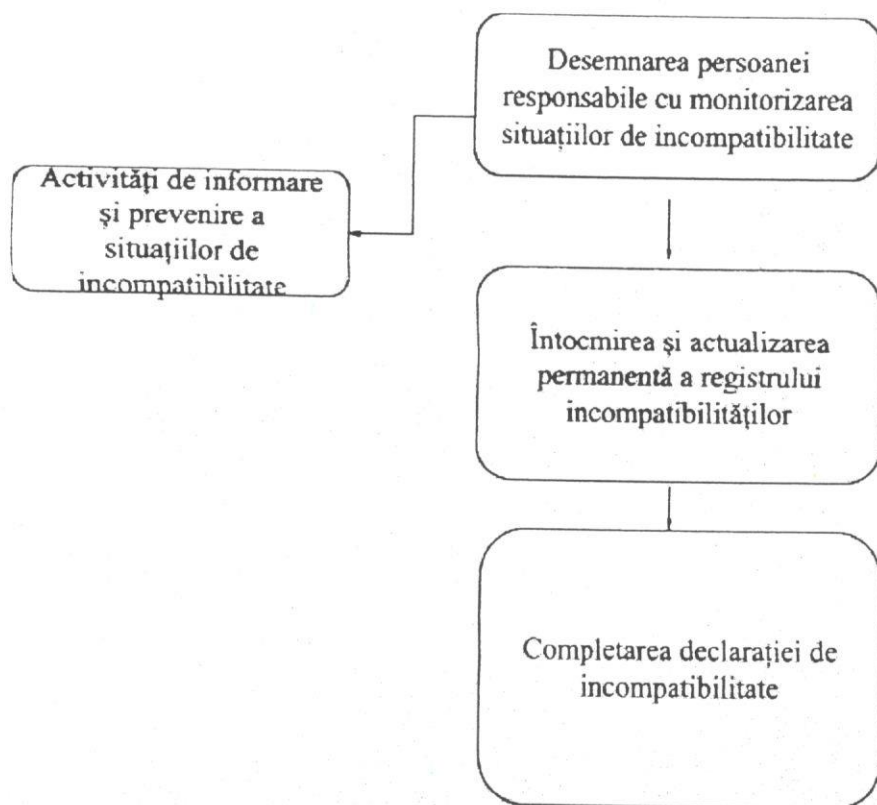 Desemnarea persoanei
responsabile cu monitorizarea
situațiilor de incompatibilitate
Activități de informare
și prevenire a
situațiilor de
incompatibilitate
Întocmirea și actualizarea
permanentă a registrului
incompatibilităților
Completarea declarației de
incompatibilitate